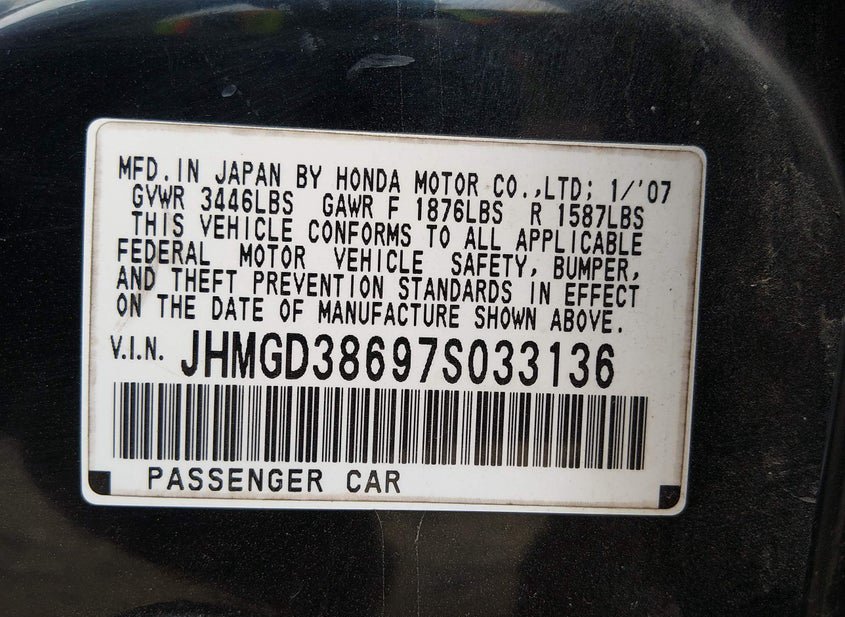 MFD.IN JAPAN BY HONDA MOTOR CO.,LTD; 1/'07
GVWR 3446LBS GAWR F 1876LBS R 1587LBS
THIS VEHICLE CONFORMS TO ALL APPLICABLE
FEDERAL MOTOR VEHICLE SAFETY, BUMPER,
AND THEFT PREVENTION STANDARDS IN EFFECT
ON THE DATE OF MANUFACTURE SHOWN ABOVE.
V.I.N. JHMGD38697S033136
PASSENGER CAR